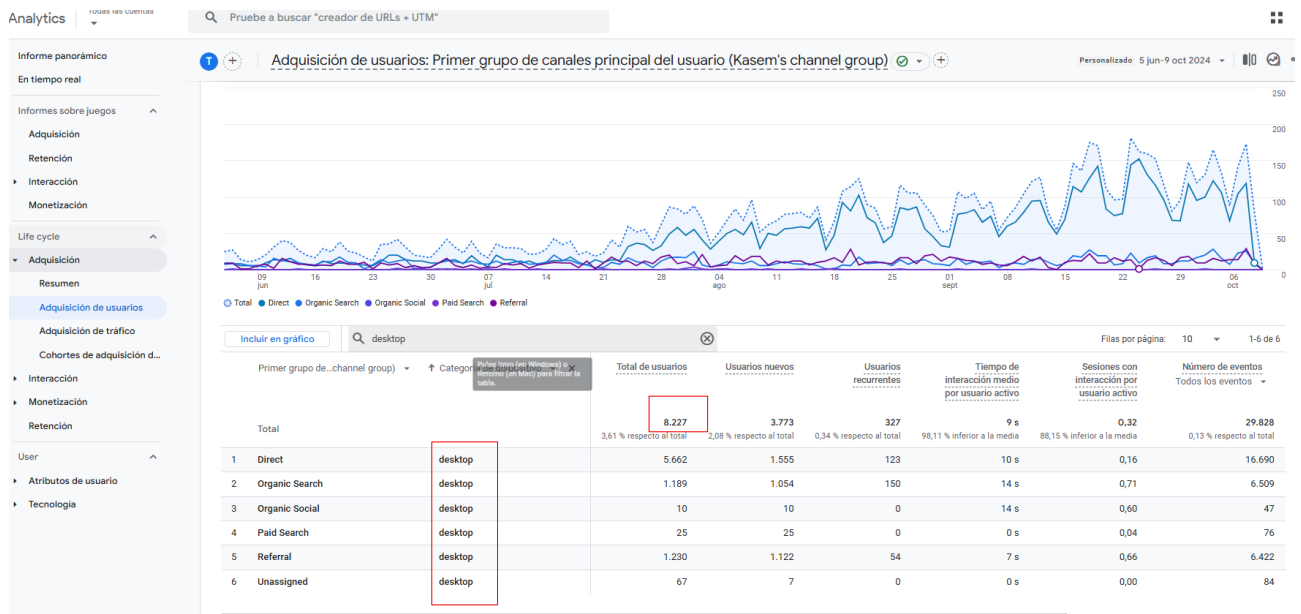 Analytics
Todas las cuentas
Pruebe a buscar "creador de URLs + UTM"
Informe panorámico
En tiempo real
Informes sobre juegos
Adquisición
Retención
Interacción
Monetización
Life cycle
Adquisición
Resumen
Adquisición de usuarios
Adquisición de tráfico
Cohortes de adquisición d...
Interacción
Monetización
Retención
User
Atributos de usuario
Tecnología
T
Adquisición de usuarios: Primer grupo de canales principal del usuario (Kasem's channel group)
Personalizado 5 jun-9 oct 2024
250
200
150
100
50
0
09 16 23 30 07 14 21 28 04 11 18 25 01 08 15 22 29 06
jun jul ago sept oct
Total Direct Organic Search Organic Social Paid Search Referral
Incluir en gráfico
desktop
Filas por página: 10 1-6 de 6
Primer grupo de...channel group)
Pulse Intro (en Windows) o
Retorno (en Mac) para filtrar la
tabla.
Total de usuarios Usuarios nuevos Usuarios recurrentes Tiempo de interacción medio por usuario activo Sesiones con interacción por usuario activo Número de eventos
Todos los eventos
Total 8.227 3.773 327 9 s 0.32 29.828
3,61 % respecto al total 2,08 % respecto al total 0,34 % respecto al total 98,11 % inferior a la media 88,15 % inferior a la media 0,13 % respecto al total
1 Direct desktop 5.662 1.555 123 10 s 0,16 16.690
2 Organic Search desktop 1.189 1.054 150 14 s 0,71 6.509
3 Organic Social desktop 10 10 0 14 s 0,60 47
4 Paid Search desktop 25 25 0 0 s 0,04 76
5 Referral desktop 1.230 1.122 54 7 s 0,66 6.422
6 Unassigned desktop 67 7 0 0 s 0,00 84